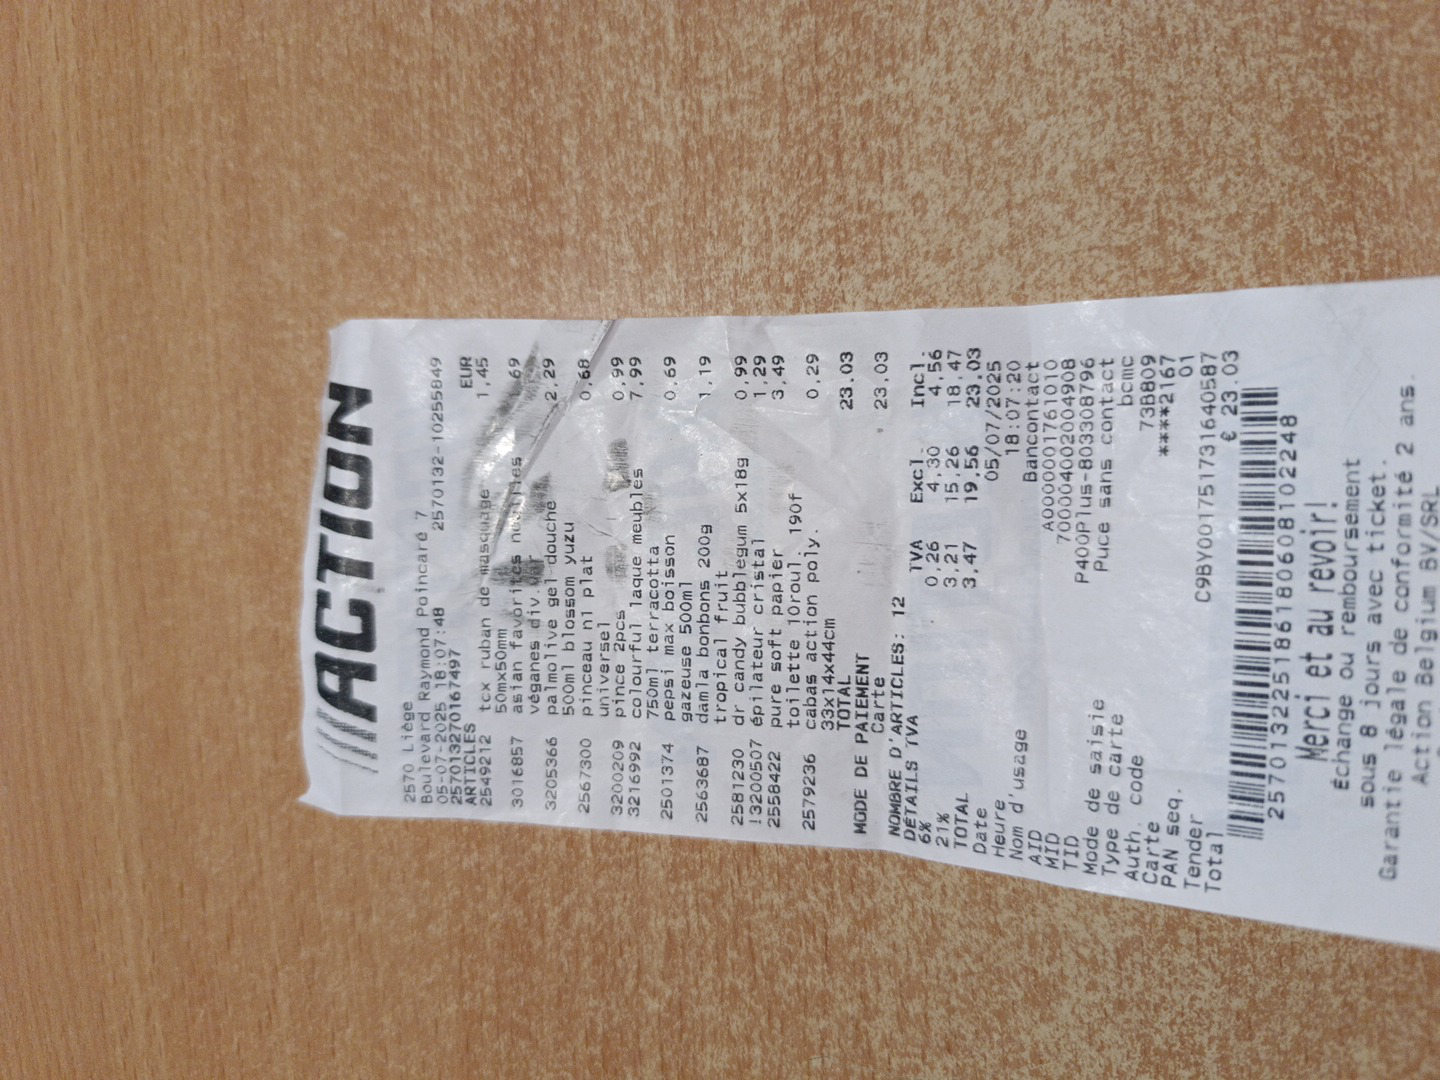 ACTION
2570 Liège
Boulevard Raymond Poincaré 7
05-07-2025 18:07:48 2570132-10255849
257013270167497
ARTICLES EUR
2549212 tcx ruban de masquage 1,45
50mx50mm
3016857 asian favorites nouilles ,69
véganes div.var
3205366 palmolive gel douche 2,29
500ml blossom yuzu
2567300 pinceau n1 plat 0,68
universel
3200209 pince 2pcs 0,99
3216992 colourful laque meubles 7,99
750ml terracotta
2501374 pepsi max boisson 0,69
gazeuse 500ml
2563687 damla bonbons 200g 1,19
tropical fruit
2581230 dr candy bubblegum 5x18g 0,99
!3200507 épilateur cristal 1,29
2558422 pure soft papier 3,49
toilette 10roul. 190f
2579236 cabas action poly. 0,29
33x14x44cm
TOTAL 23.03
MODE DE PAIEMENT
Carte 23,03
NOMBRE D'ARTICLES: 12
DÉTAILS TVA TVA Excl. Incl.
6% 0,26 4,30 4,56
21% 3,21 15,26 18,47
TOTAL 3,47 19,56 23,03
Date 05/07/2025
Heure 18:07:20
Nom d'usage Bancontact
AID A0000001761010
MID 700004002004908
TID P400Plus-803308796
Mode de saisie Puce sans contact
Type de carte bcmc
Auth. code 738809
Carte ****2167
PAN seq. 01
Tender C9BY001751731640587
Total € 23.03
2570132251861806081022​48
Merci et au revoir!
Échange ou remboursement
sous 8 jours avec ticket.
Garantie légale de conformité 2 ans.
Action Belgium BV/SRL